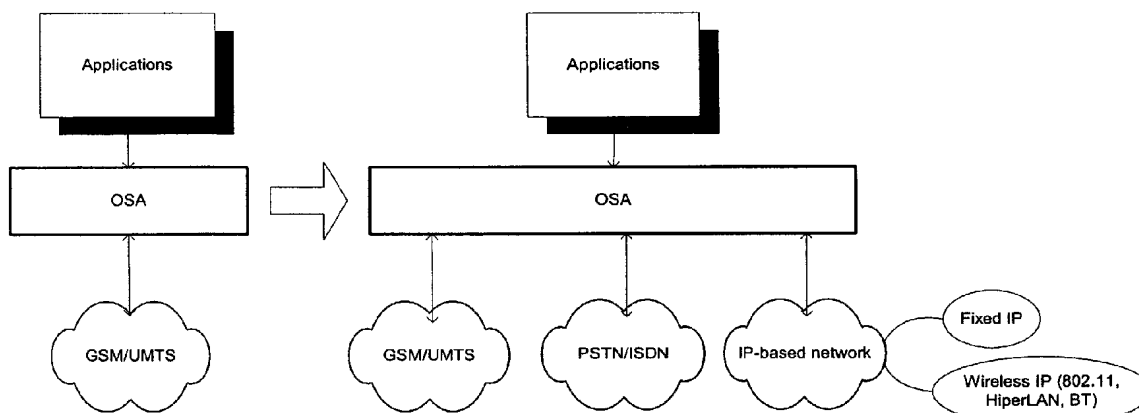 Applications
Applications
OSA
OSA
GSM/UMTS
GSM/UMTS
PSTN/ISDN
IP-based network
Fixed IP
Wireless IP (802.11,
HiperLAN, BT)